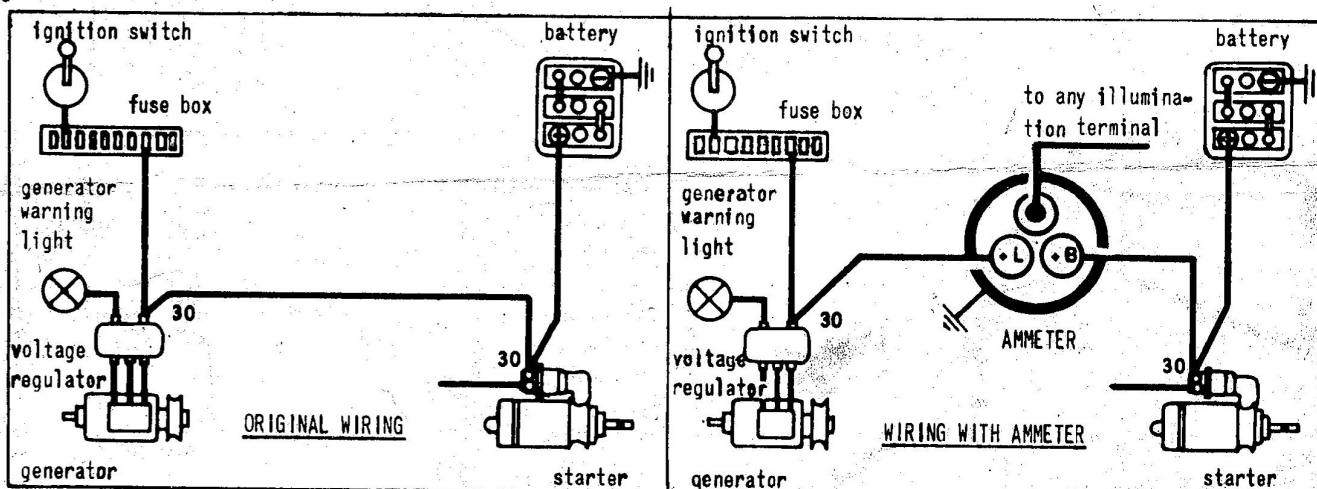 ignition switch
battery
fuse box
generator
warning
light
30
voltage
regulator
30
ORIGINAL WIRING
generator
starter
ignition switch
battery
fuse box
to any illumina-
tion terminal
generator
warning
light
+L
+B
30
AMMETER
voltage
regulator
30
WIRING WITH AMMETER
generator
starter